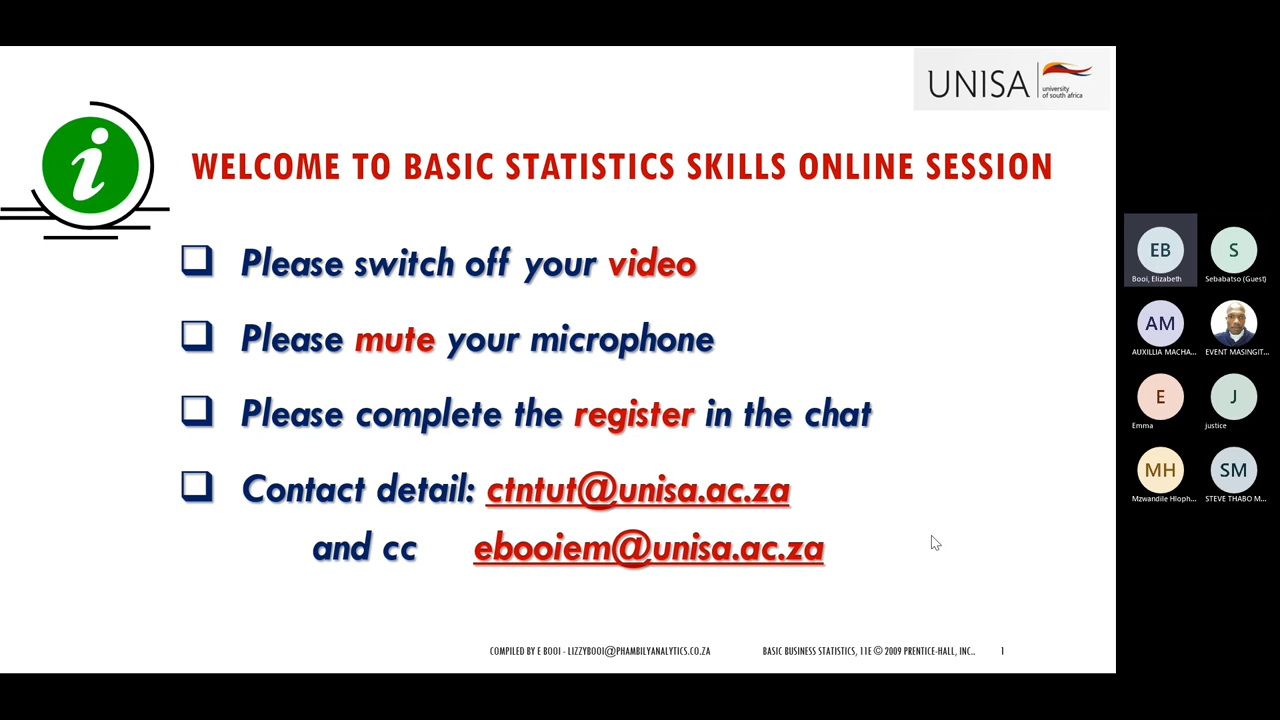 UNISA
university
of south africa
i
WELCOME TO BASIC STATISTICS SKILLS ONLINE SESSION
Please switch off your video
Please mute your microphone
Please complete the register in the chat
Contact detail: ctntut@unisa.ac.za
and cc ebooiem@unisa.ac.za
COMPILED BY E BOOI - LIZZYBOOI@PHAMBILYANALYTICS.CO.ZA BASIC BUSINESS STATISTICS, 11E © 2009 PRENTICE-HALL, INC.. 1
EB S
Booi, Elizabeth Sebabatso (Guest)
AM
AUXILLIA MACHA... EVENT MASINGIT...
E J
Emma justice
MH SM
Mzwandile Hloph... STEVE THABO M...